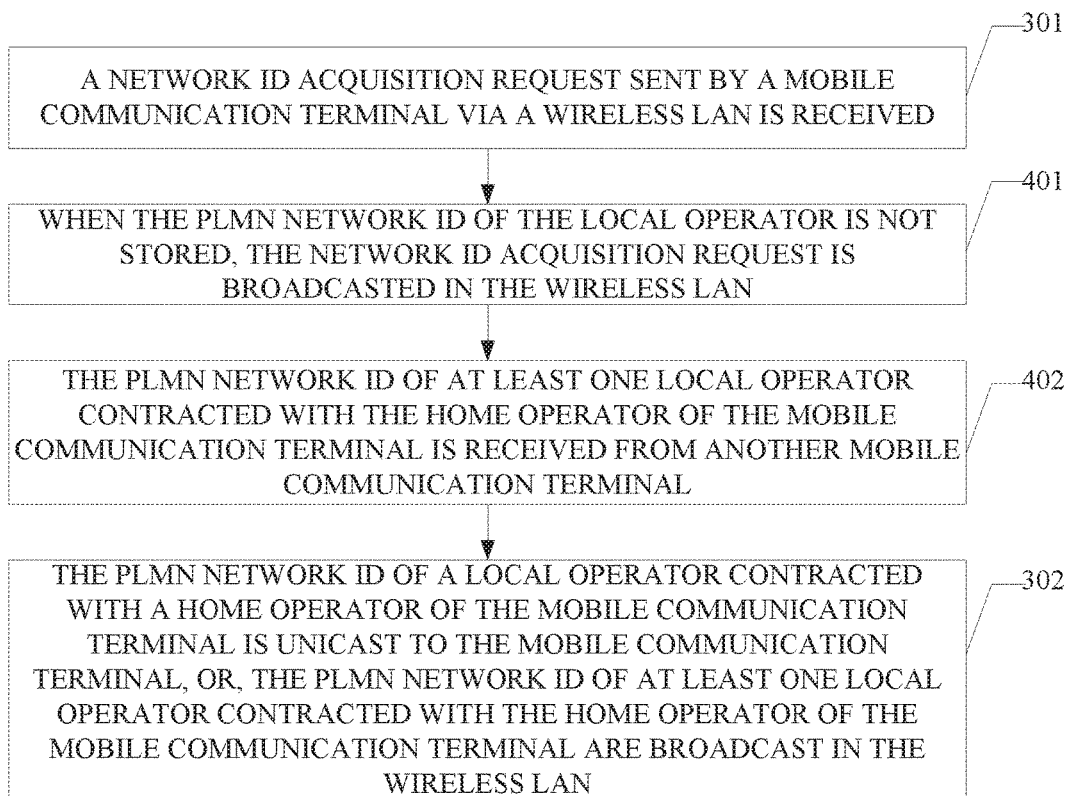 301
A NETWORK ID ACQUISITION REQUEST SENT BY A MOBILE
COMMUNICATION TERMINAL VIA A WIRELESS LAN IS RECEIVED
401
WHEN THE PLMN NETWORK ID OF THE LOCAL OPERATOR IS NOT
STORED, THE NETWORK ID ACQUISITION REQUEST IS
BROADCASTED IN THE WIRELESS LAN
402
THE PLMN NETWORK ID OF AT LEAST ONE LOCAL OPERATOR
CONTRACTED WITH THE HOME OPERATOR OF THE MOBILE
COMMUNICATION TERMINAL IS RECEIVED FROM ANOTHER MOBILE
COMMUNICATION TERMINAL
302
THE PLMN NETWORK ID OF A LOCAL OPERATOR CONTRACTED
WITH A HOME OPERATOR OF THE MOBILE COMMUNICATION
TERMINAL IS UNICAST TO THE MOBILE COMMUNICATION
TERMINAL, OR, THE PLMN NETWORK ID OF AT LEAST ONE LOCAL
OPERATOR CONTRACTED WITH THE HOME OPERATOR OF THE
MOBILE COMMUNICATION TERMINAL ARE BROADCAST IN THE
WIRELESS LAN